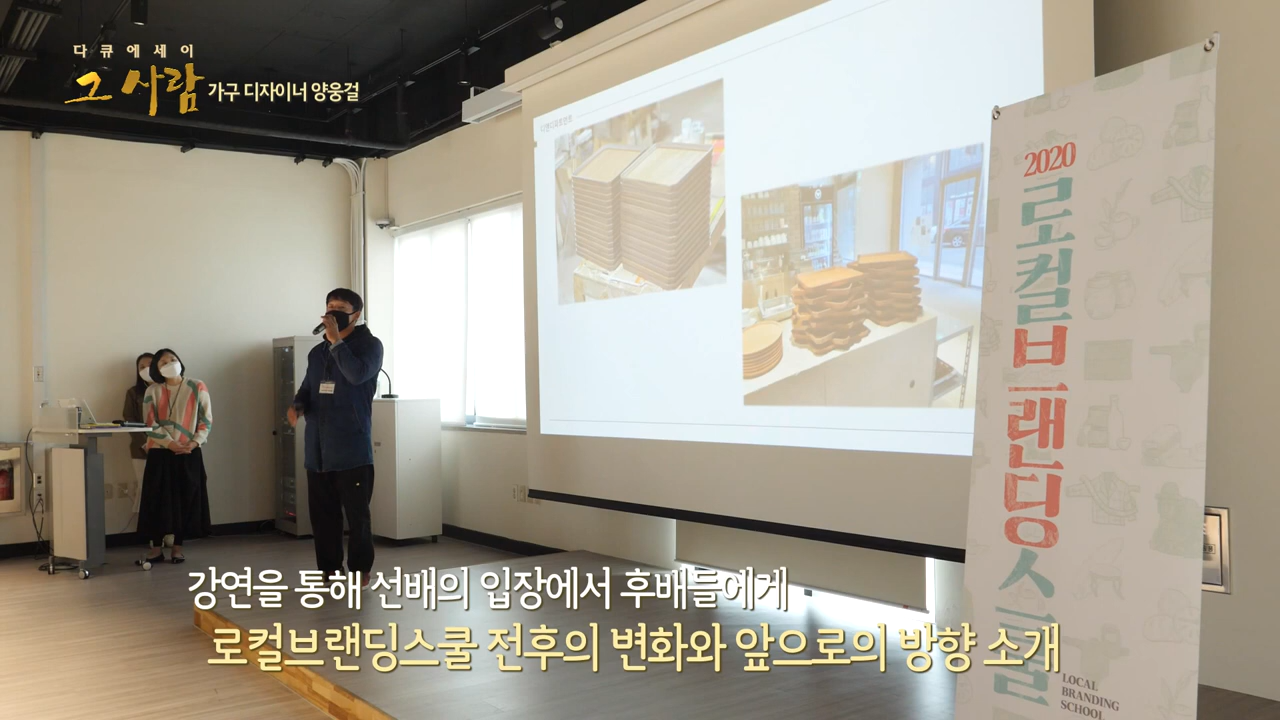 다큐에세이
그 사람 가구 디자이너 양웅걸
2020
로컬브랜딩스쿨
LOCAL
BRANDING
SCHOOL
강연을 통해 선배의 입장에서 후배들에게
로컬브랜딩스쿨 전후의 변화와 앞으로의 방향 소개